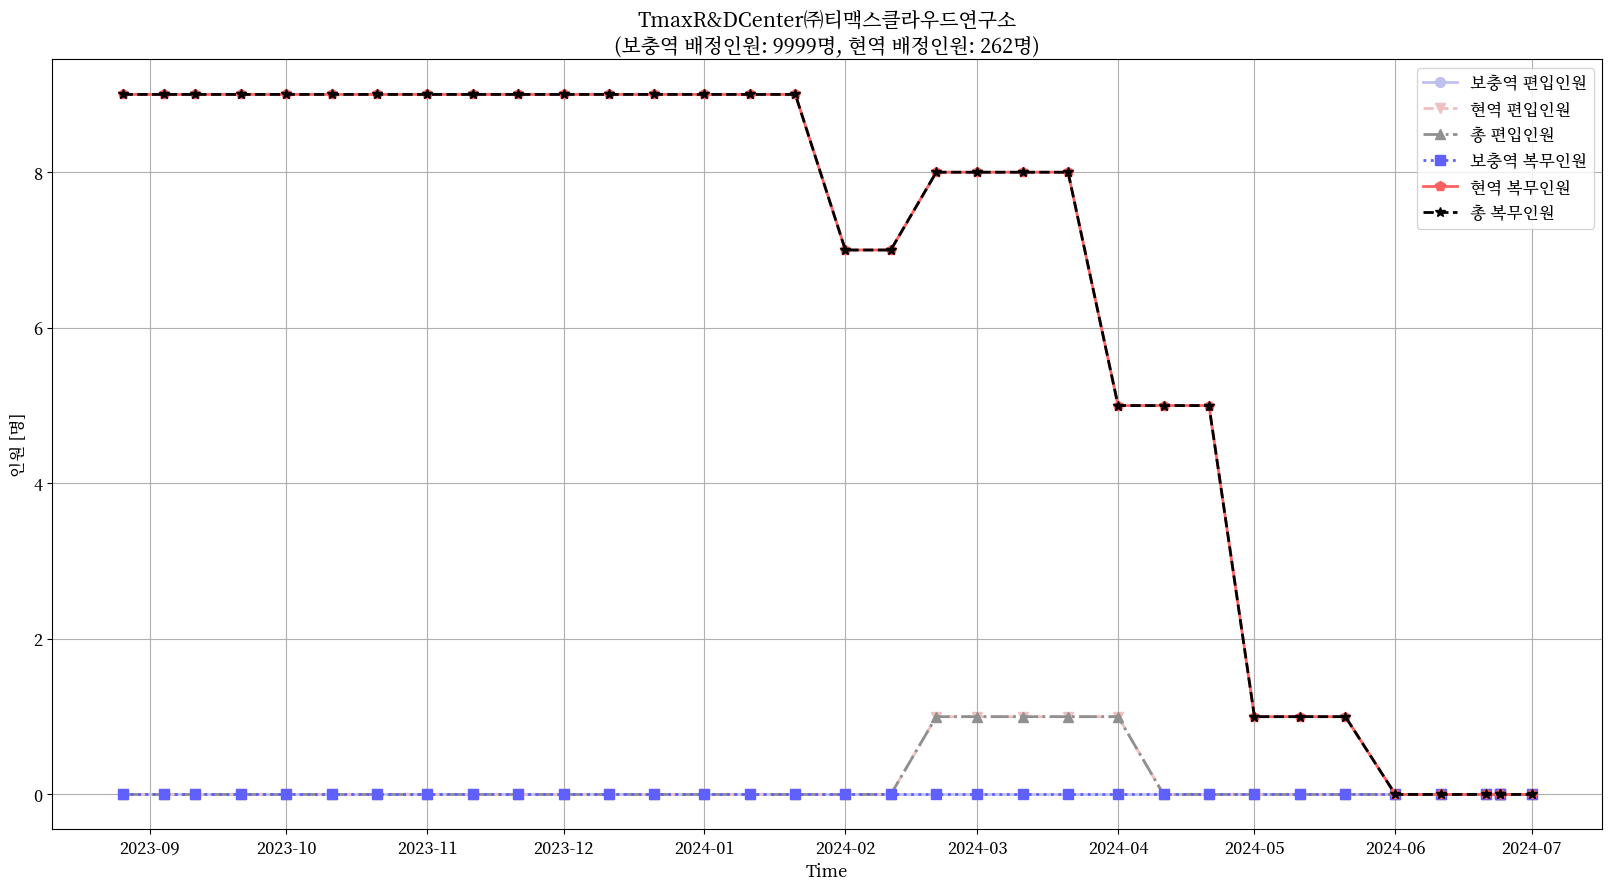 TmaxR&DCenter㈜티맥스클라우드연구소
(보충역 배정인원: 9999명, 현역 배정인원: 262명)
보충역 편입인원
현역 편입인원
총 편입인원
보충역 복무인원
현역 복무인원
총 복무인원
인원 [명]
8
6
4
2
0
2023-09 2023-10 2023-11 2023-12 2024-01 2024-02 2024-03 2024-04 2024-05 2024-06 2024-07
Time